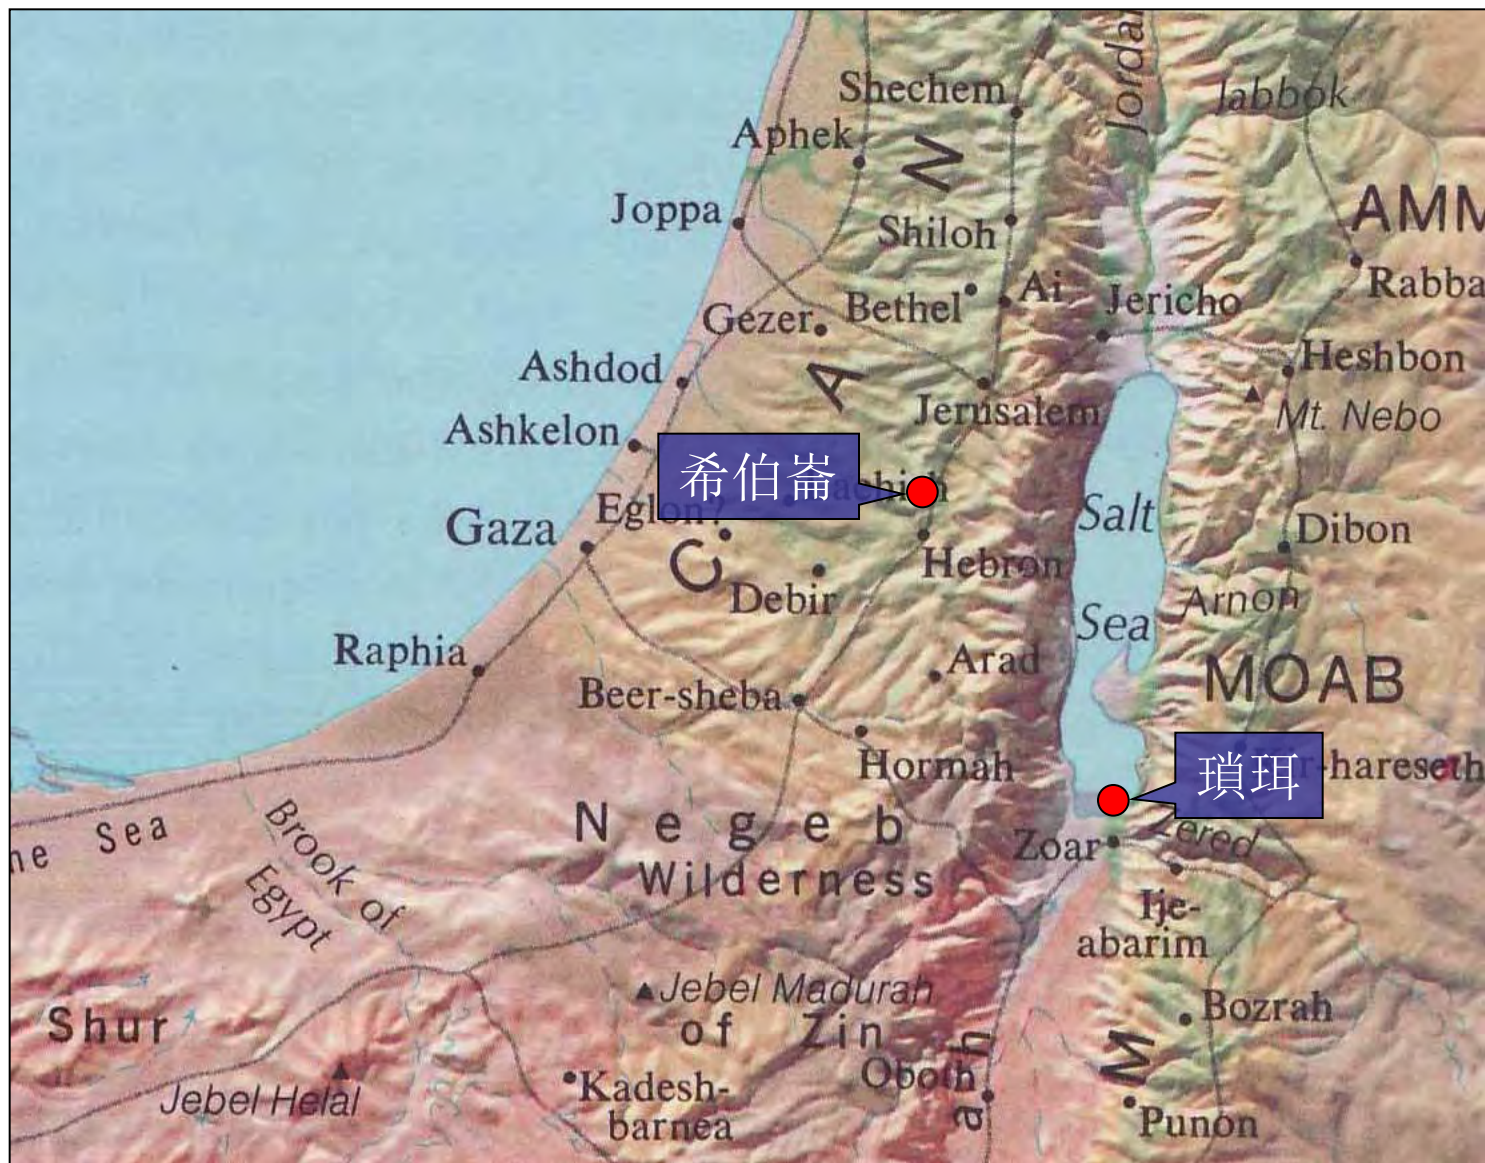 Jordan
Shechem
Jabbok
Aphek
N
AMM
Joppa
Shiloh
Rabba
Bethel
Ai
Jericho
Gezer
Heshbon
Ashdod
A
Mt. Nebo
Jerusalem
Ashkelon
希伯崙
Salt
Eglon?
Gaza
Dibon
C
Hebron
Debir
Arnon
Sea
Raphia
Arad
MOAB
Beer-sheba
Hormah
瑣珥
-hareseth
Negeb
Sea
Brook of
Egypt
Zoar
Zered
Wilderness
Ije-
abarim
Jebel Madurah
Bozrah
Shur
of Zin
Oboth
M
Jebel Helal
Kadesh-
barnea
ah
Punon